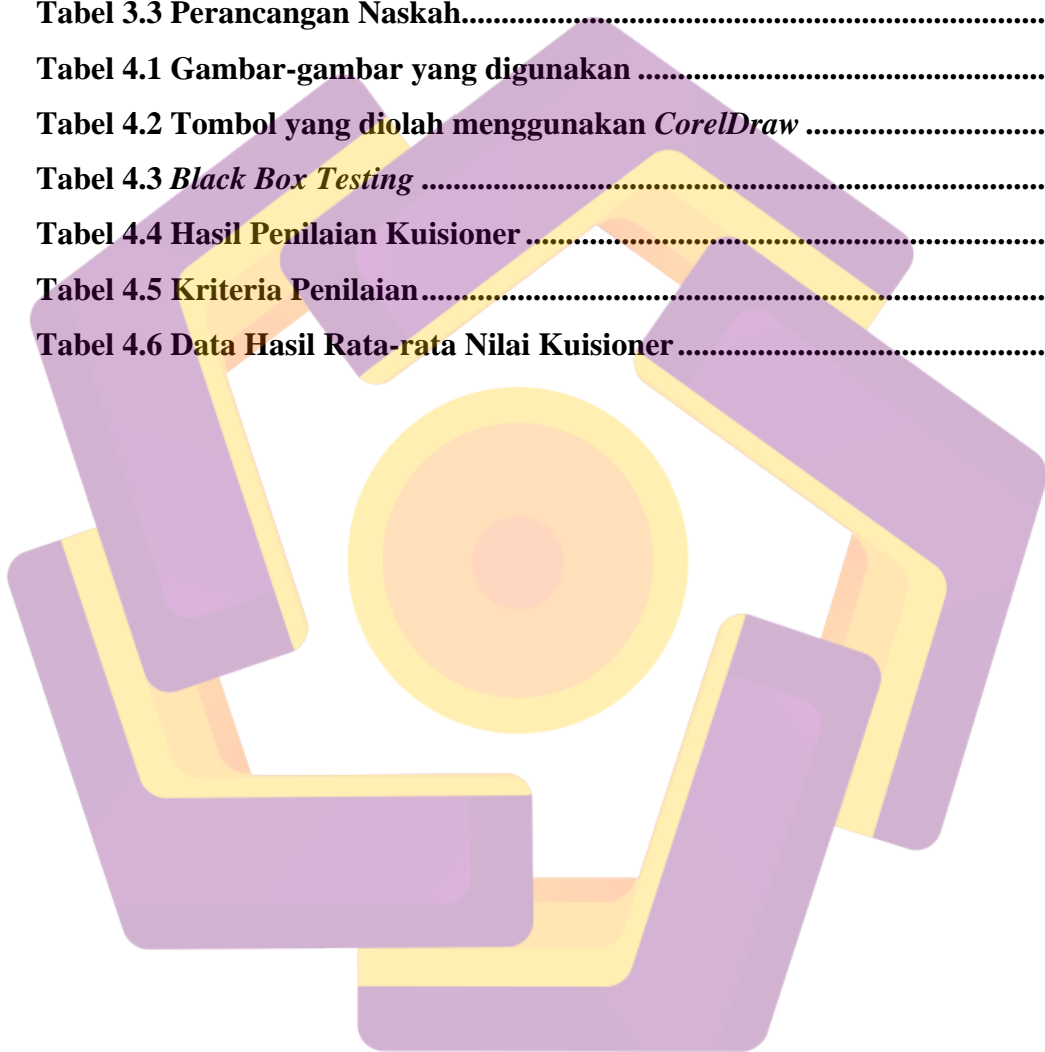 Tabel 3.3 Perancangan Naskah.......................................................................
Tabel 4.1 Gambar-gambar yang digunakan .................................................
Tabel 4.2 Tombol yang diolah menggunakan CorelDraw .............................
Tabel 4.3 Black Box Testing ............................................................................
Tabel 4.4 Hasil Penilaian Kuisioner ...............................................................
Tabel 4.5 Kriteria Penilaian............................................................................
Tabel 4.6 Data Hasil Rata-rata Nilai Kuisioner ............................................